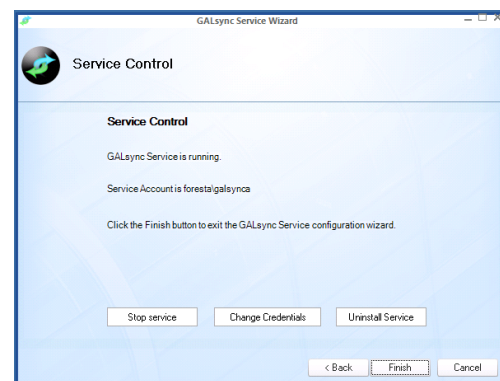 GALsync Service Wizard
Service Control
Service Control
GALsync Service is running.
Service Account is foresta\galsynca
Click the Finish button to exit the GALsync Service configuration wizard.
Stop service Change Credentials Uninstall Service
< Back Finish Cancel